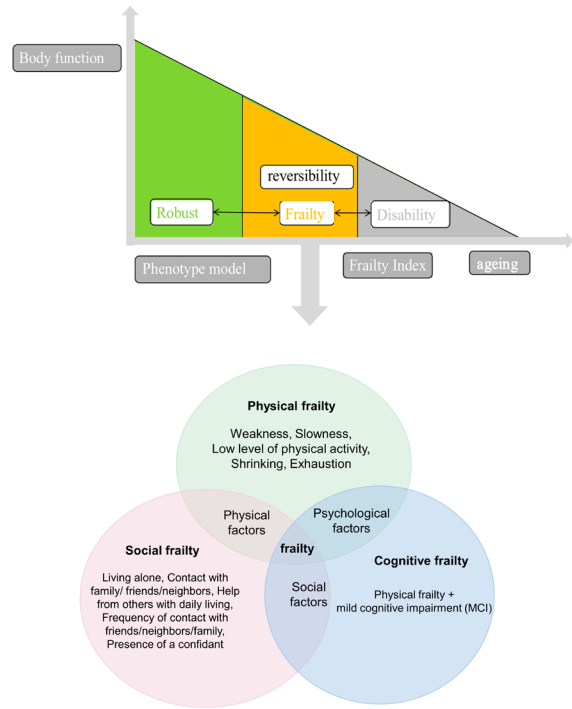 Body function
reversibility
Robust
Frailty
Disability
Phenotype model
Frailty Index
ageing
Physical frailty
Weakness, Slowness,
Low level of physical activity,
Shrinking, Exhaustion
Physical
factors
Psychological
factors
frailty
Social frailty
Living alone, Contact with
family/ friends/neighbors, Help
from others with daily living,
Frequency of contact with
friends/neighbors/family,
Presence of a confidant
Social
factors
Cognitive frailty
Physical frailty +
mild cognitive impairment (MCI)